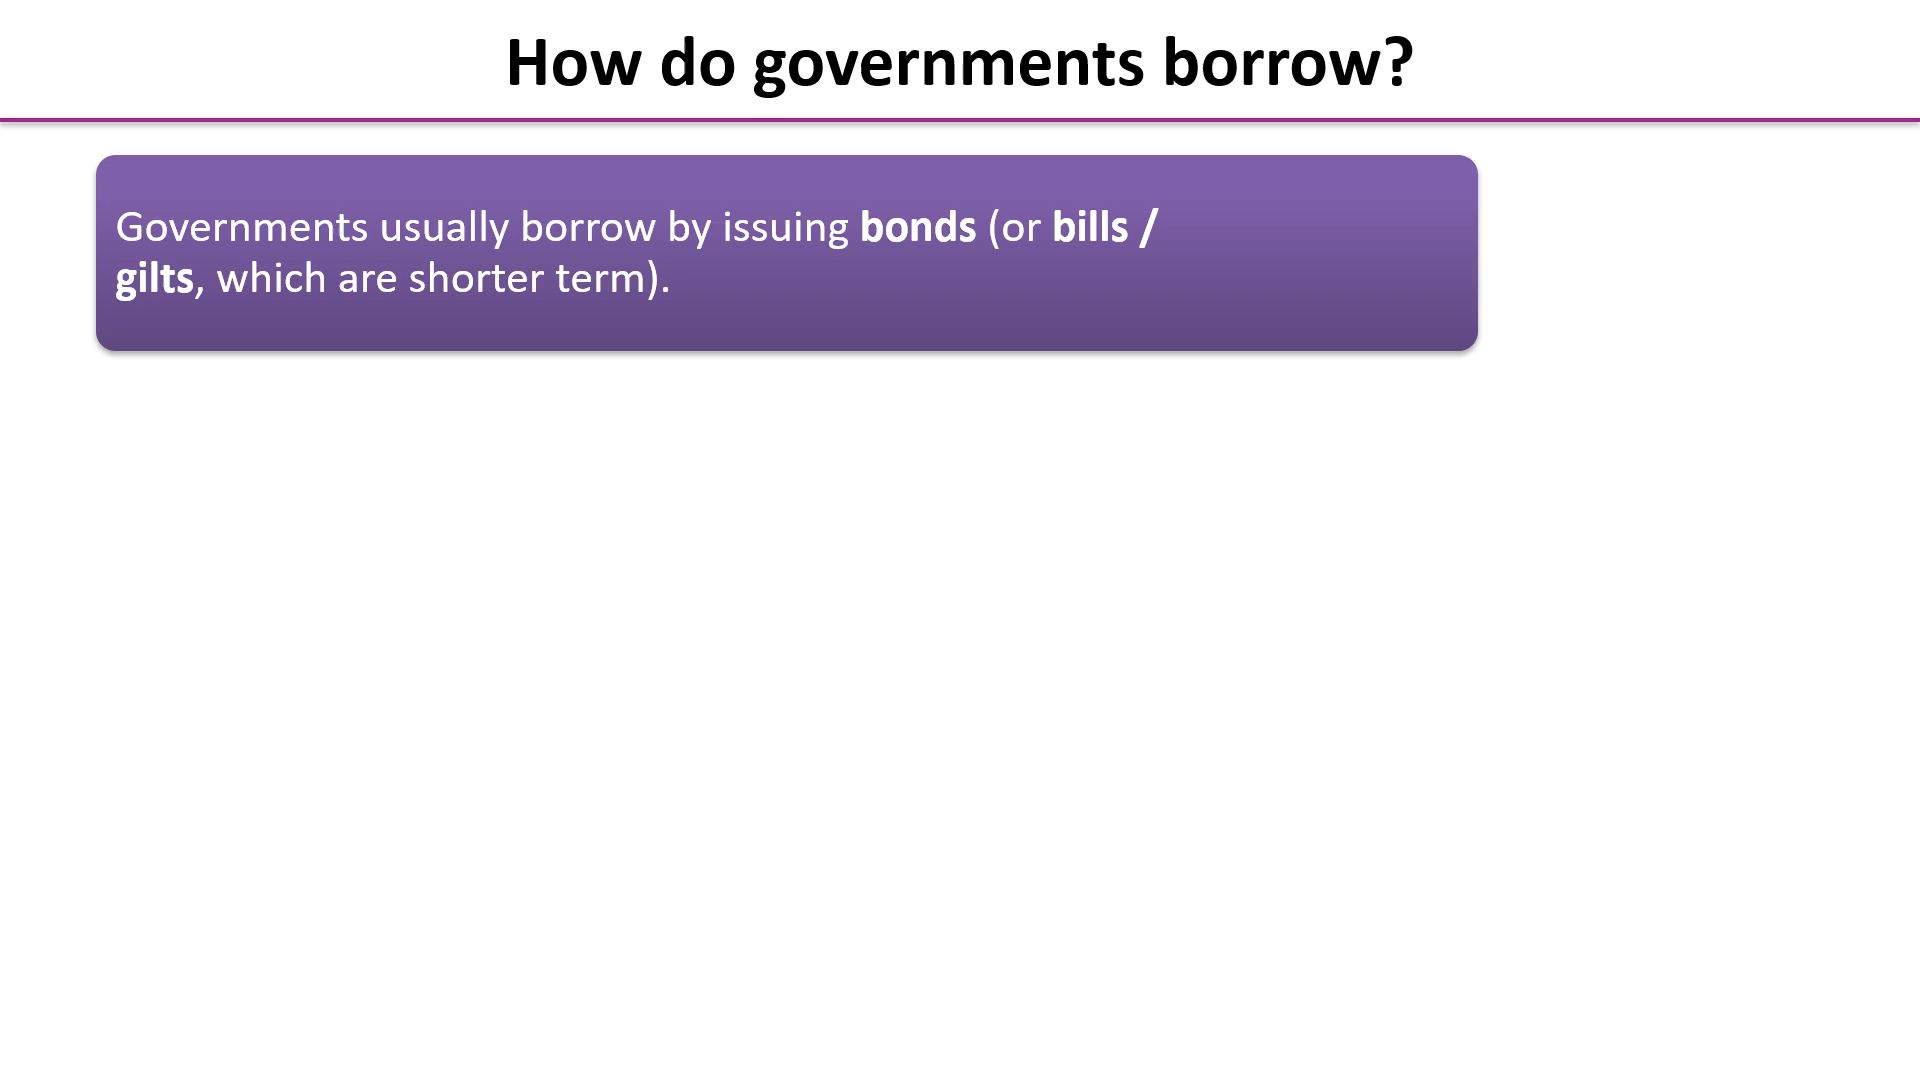 How do governments borrow?
Governments usually borrow by issuing bonds (or bills /
gilts, which are shorter term).